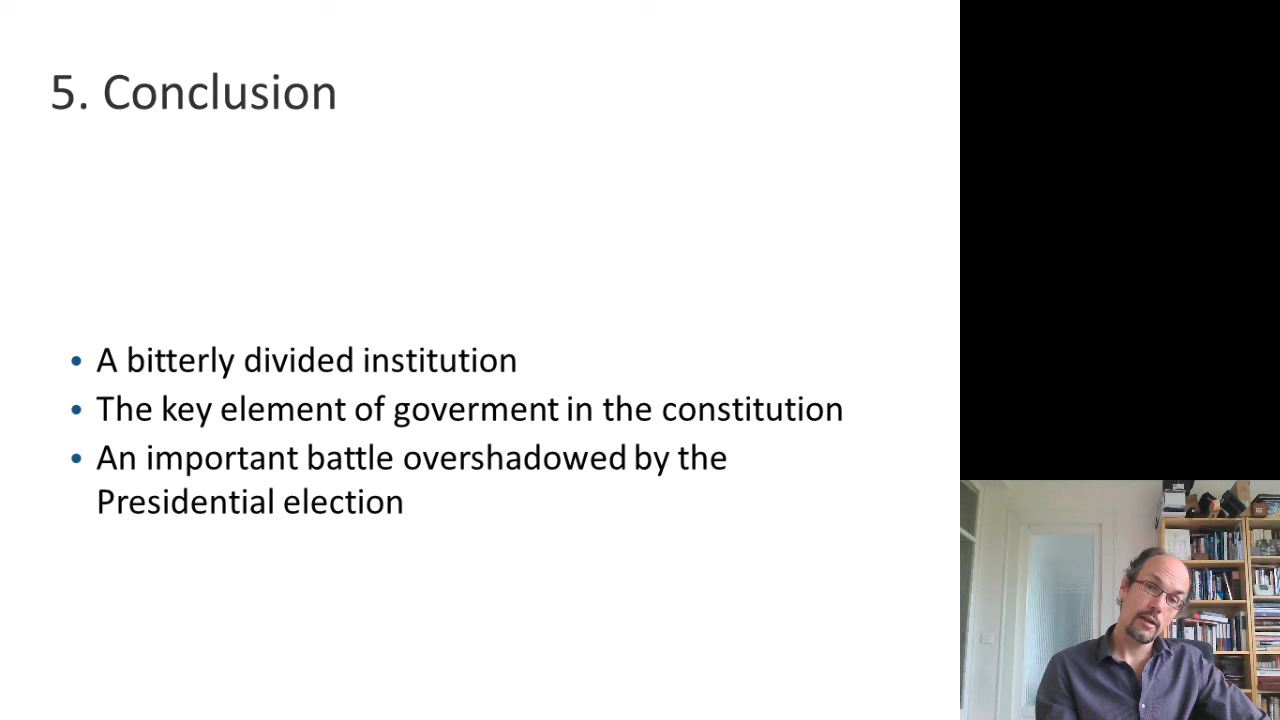 5. Conclusion
• A bitterly divided institution
• The key element of goverment in the constitution
• An important battle overshadowed by the
Presidential election